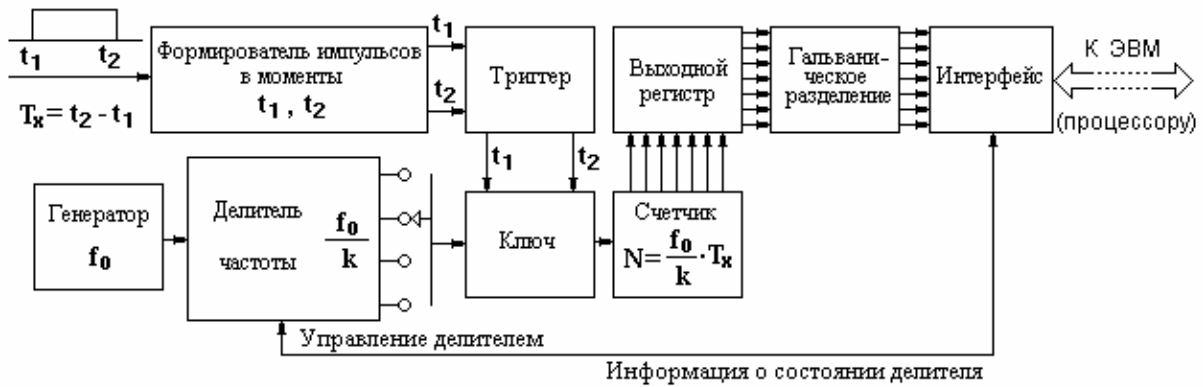 t1 t2
Tx = t2 - t1
Формирователь импульсов
в моменты
t1 , t2
t1
t2
Триггер
Выходной
регистр
Гальвани-
ческое
разделение
Интерфейс
К ЭВМ
(процессору)
t1
t2
Генератор
f0
Делитель
частоты
f0
k
Ключ
Счетчик
N= f0/k · Tx
Управление делителем
Информация о состоянии делителя